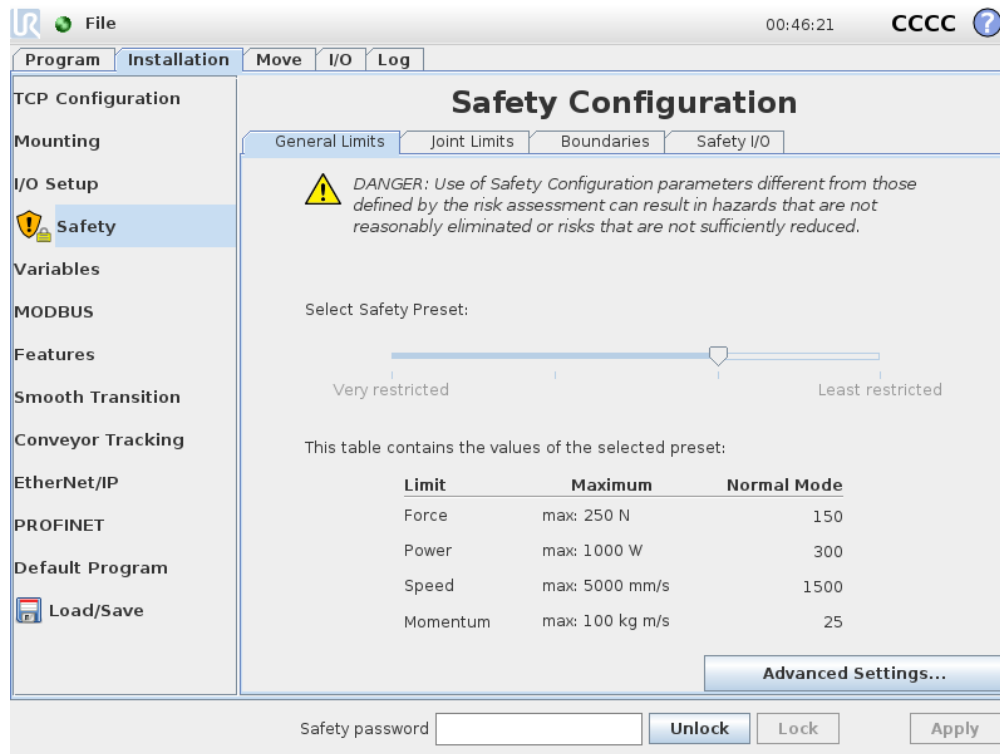 UR File 00:46:21 CCCC ?
Program Installation Move I/O Log
TCP Configuration
Mounting
I/O Setup
Safety
Variables
MODBUS
Features
Smooth Transition
Conveyor Tracking
EtherNet/IP
PROFINET
Default Program
Load/Save
Safety Configuration
General Limits Joint Limits Boundaries Safety I/O
DANGER: Use of Safety Configuration parameters different from those
defined by the risk assessment can result in hazards that are not
reasonably eliminated or risks that are not sufficiently reduced.
Select Safety Preset:
Very restricted Least restricted
This table contains the values of the selected preset:
Limit Maximum Normal Mode
Force max: 250 N 150
Power max: 1000 W 300
Speed max: 5000 mm/s 1500
Momentum max: 100 kg m/s 25
Advanced Settings...
Safety password Unlock Lock Apply